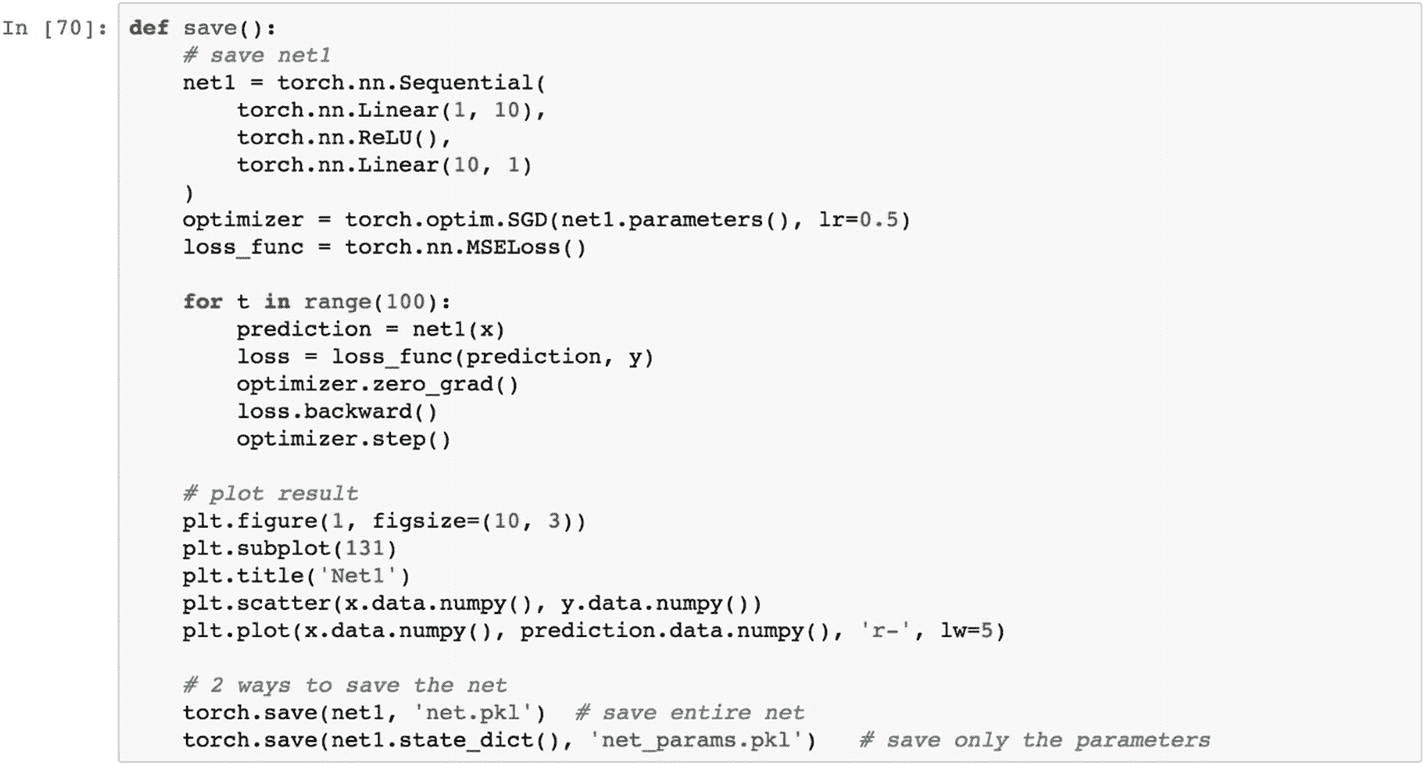 In [70]: def save():
    # save net1
    net1 = torch.nn.Sequential(
        torch.nn.Linear(1, 10),
        torch.nn.ReLU(),
        torch.nn.Linear(10, 1)
    )
    optimizer = torch.optim.SGD(net1.parameters(), lr=0.5)
    loss_func = torch.nn.MSELoss()

    for t in range(100):
        prediction = net1(x)
        loss = loss_func(prediction, y)
        optimizer.zero_grad()
        loss.backward()
        optimizer.step()

    # plot result
    plt.figure(1, figsize=(10, 3))
    plt.subplot(131)
    plt.title('Net1')
    plt.scatter(x.data.numpy(), y.data.numpy())
    plt.plot(x.data.numpy(), prediction.data.numpy(), 'r-', lw=5)

    # 2 ways to save the net
    torch.save(net1, 'net.pkl')  # save entire net
    torch.save(net1.state_dict(), 'net_params.pkl')   # save only the parameters